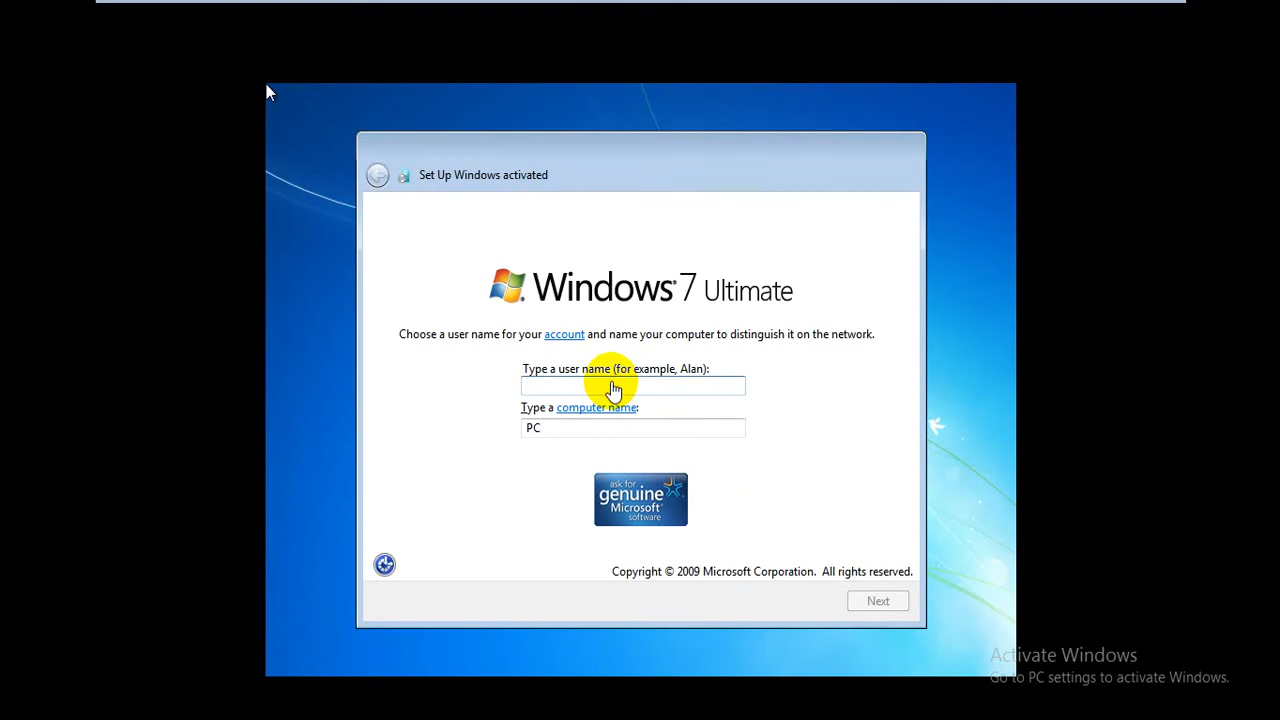 Set Up Windows activated
Windows 7 Ultimate
Choose a user name for your account and name your computer to distinguish it on the network.
Type a user name (for example, Alan):
Type a computer name:
PC
ask for
genuine
Microsoft
software
Copyright © 2009 Microsoft Corporation. All rights reserved.
Next
Activate Windows
Go to PC settings to activate Windows.